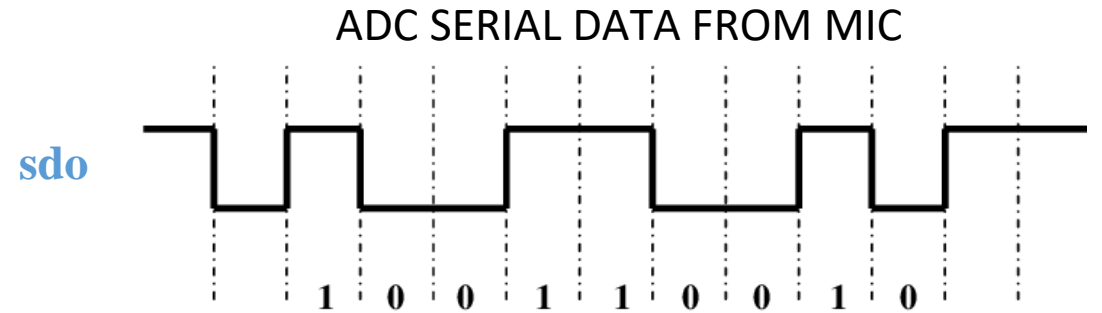 ADC SERIAL DATA FROM MIC
sdo
1 0 0 1 1 0 0 1 0